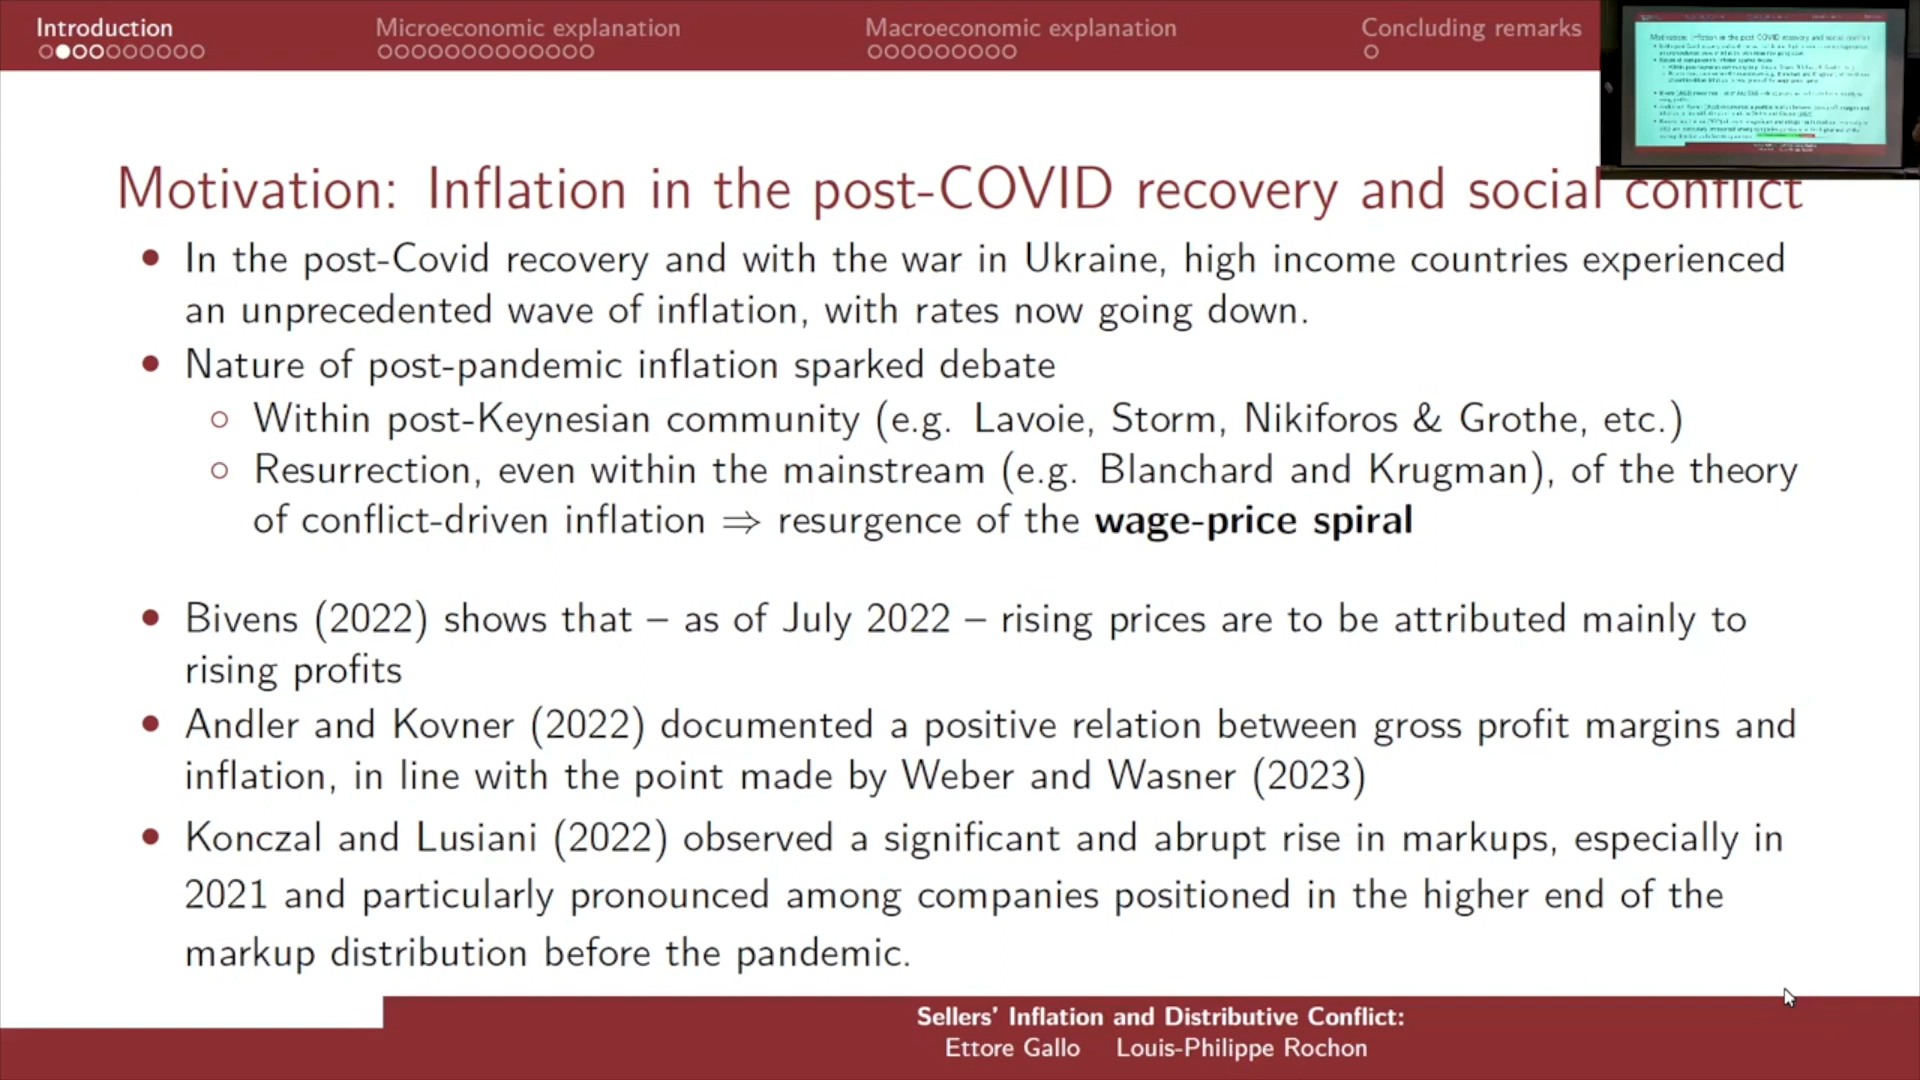 Introduction
Microeconomic explanation
Macroeconomic explanation
Concluding remarks
Motivation: Inflation in the post-COVID recovery and social conflict
• In the post-Covid recovery and with the war in Ukraine, high income countries experienced
an unprecedented wave of inflation, with rates now going down.
• Nature of post-pandemic inflation sparked debate
○ Within post-Keynesian community (e.g. Lavoie, Storm, Nikiforos & Grothe, etc.)
○ Resurrection, even within the mainstream (e.g. Blanchard and Krugman), of the theory
of conflict-driven inflation ⇒ resurgence of the wage-price spiral
• Bivens (2022) shows that – as of July 2022 – rising prices are to be attributed mainly to
rising profits
• Andler and Kovner (2022) documented a positive relation between gross profit margins and
inflation, in line with the point made by Weber and Wasner (2023)
• Konczal and Lusiani (2022) observed a significant and abrupt rise in markups, especially in
2021 and particularly pronounced among companies positioned in the higher end of the
markup distribution before the pandemic.
Sellers' Inflation and Distributive Conflict:
Ettore Gallo Louis-Philippe Rochon